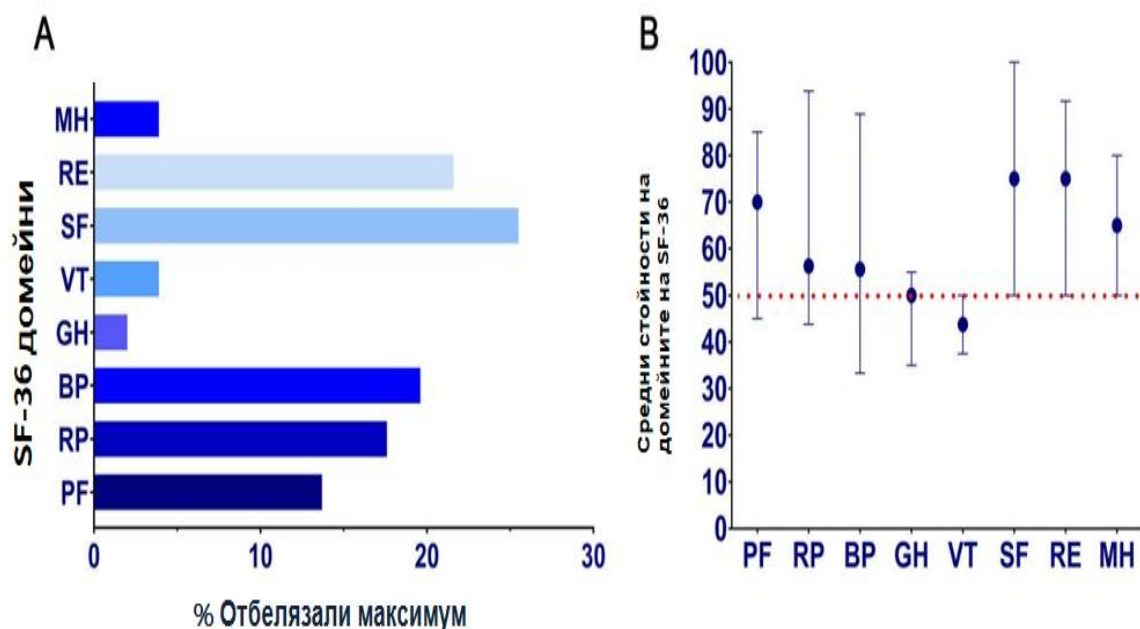 A
SF-36 домейни
MH
RE
SF
VT
GH
BP
RP
PF
0 10 20 30
% Отбелязали максимум
B
Средни стойности на
домейните на SF-36
100
90
80
70
60
50
40
30
20
10
0
PF RP BP GH VT SF RE MH